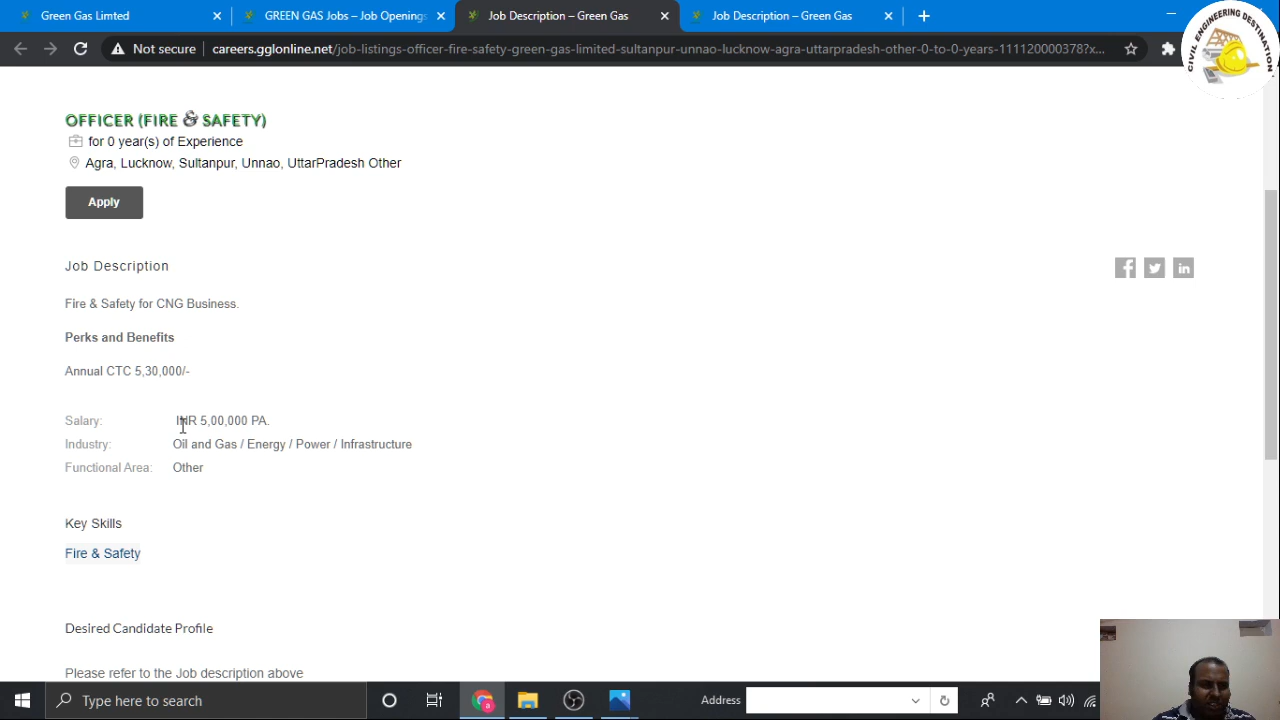 Green Gas Limted
GREEN GAS Jobs – Job Openings
Job Description – Green Gas
Job Description – Green Gas
Not secure
careers.gglonline.net/job-listings-officer-fire-safety-green-gas-limited-sultanpur-unnao-lucknow-agra-uttarpradesh-other-0-to-0-years-111120000378?x...
CIVIL ENGINEERING DESTINATION
OFFICER (FIRE & SAFETY)
for 0 year(s) of Experience
Agra, Lucknow, Sultanpur, Unnao, UttarPradesh Other
Apply
Job Description
Fire & Safety for CNG Business.
Perks and Benefits
Annual CTC 5,30,000/-
Salary: INR 5,00,000 PA.
Industry: Oil and Gas / Energy / Power / Infrastructure
Functional Area: Other
Key Skills
Fire & Safety
Desired Candidate Profile
Please refer to the Job description above
Type here to search
Address